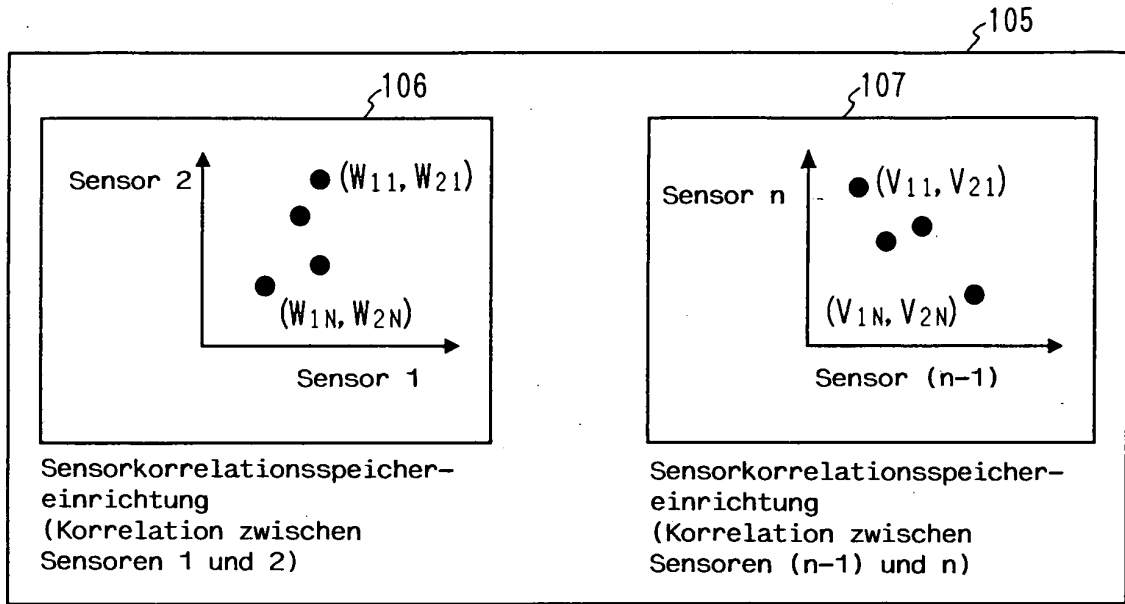 105
106
Sensor 2
(W11, W21)
(W1N, W2N)
Sensor 1
Sensorkorrelationsspeicher-
einrichtung
(Korrelation zwischen
Sensoren 1 und 2)
107
Sensor n
(V11, V21)
(V1N, V2N)
Sensor (n-1)
Sensorkorrelationsspeicher-
einrichtung
(Korrelation zwischen
Sensoren (n-1) und n)